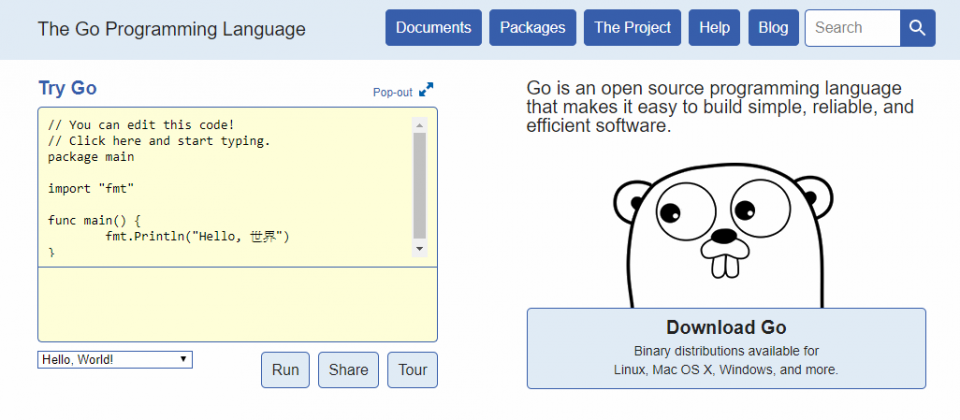 The Go Programming Language
Documents
Packages
The Project
Help
Blog
Search
Try Go
Pop-out
// You can edit this code!
// Click here and start typing.
package main
import "fmt"
func main() {
fmt.Println("Hello, 世界")
}
Hello, World!
Run
Share
Tour
Go is an open source programming language
that makes it easy to build simple, reliable, and
efficient software.
Download Go
Binary distributions available for
Linux, Mac OS X, Windows, and more.